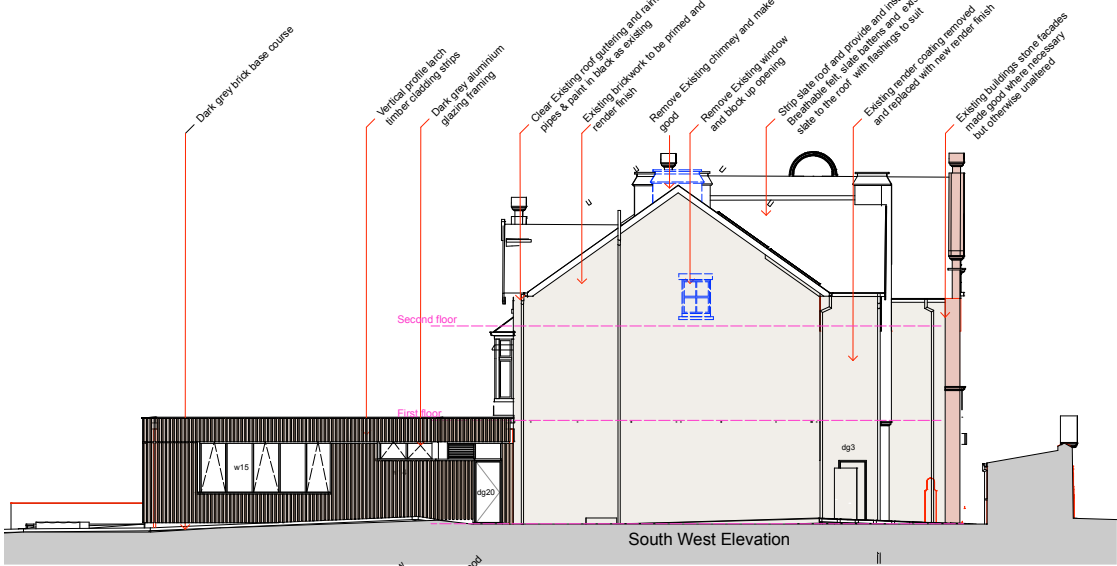 Dark grey brick base course
Vertical profile larch
timber cladding strips
Dark grey aluminium
glazing framing
Clear Existing roof guttering and
pipes & paint in black as existing
Existing brickwork to be primed and
render finish
Remove Existing chimney and make
good
Remove Existing window
and block up opening
Strip slate roof and provide and
Breathable felt, slate battens and
slate to the roof with flashings to suit
Existing render coating removed
and replaced with new render finish
Existing buildings stone facades
made good where necessary
but otherwise unaltered
Second floor
First floor
w15
dg20
dg3
South West Elevation